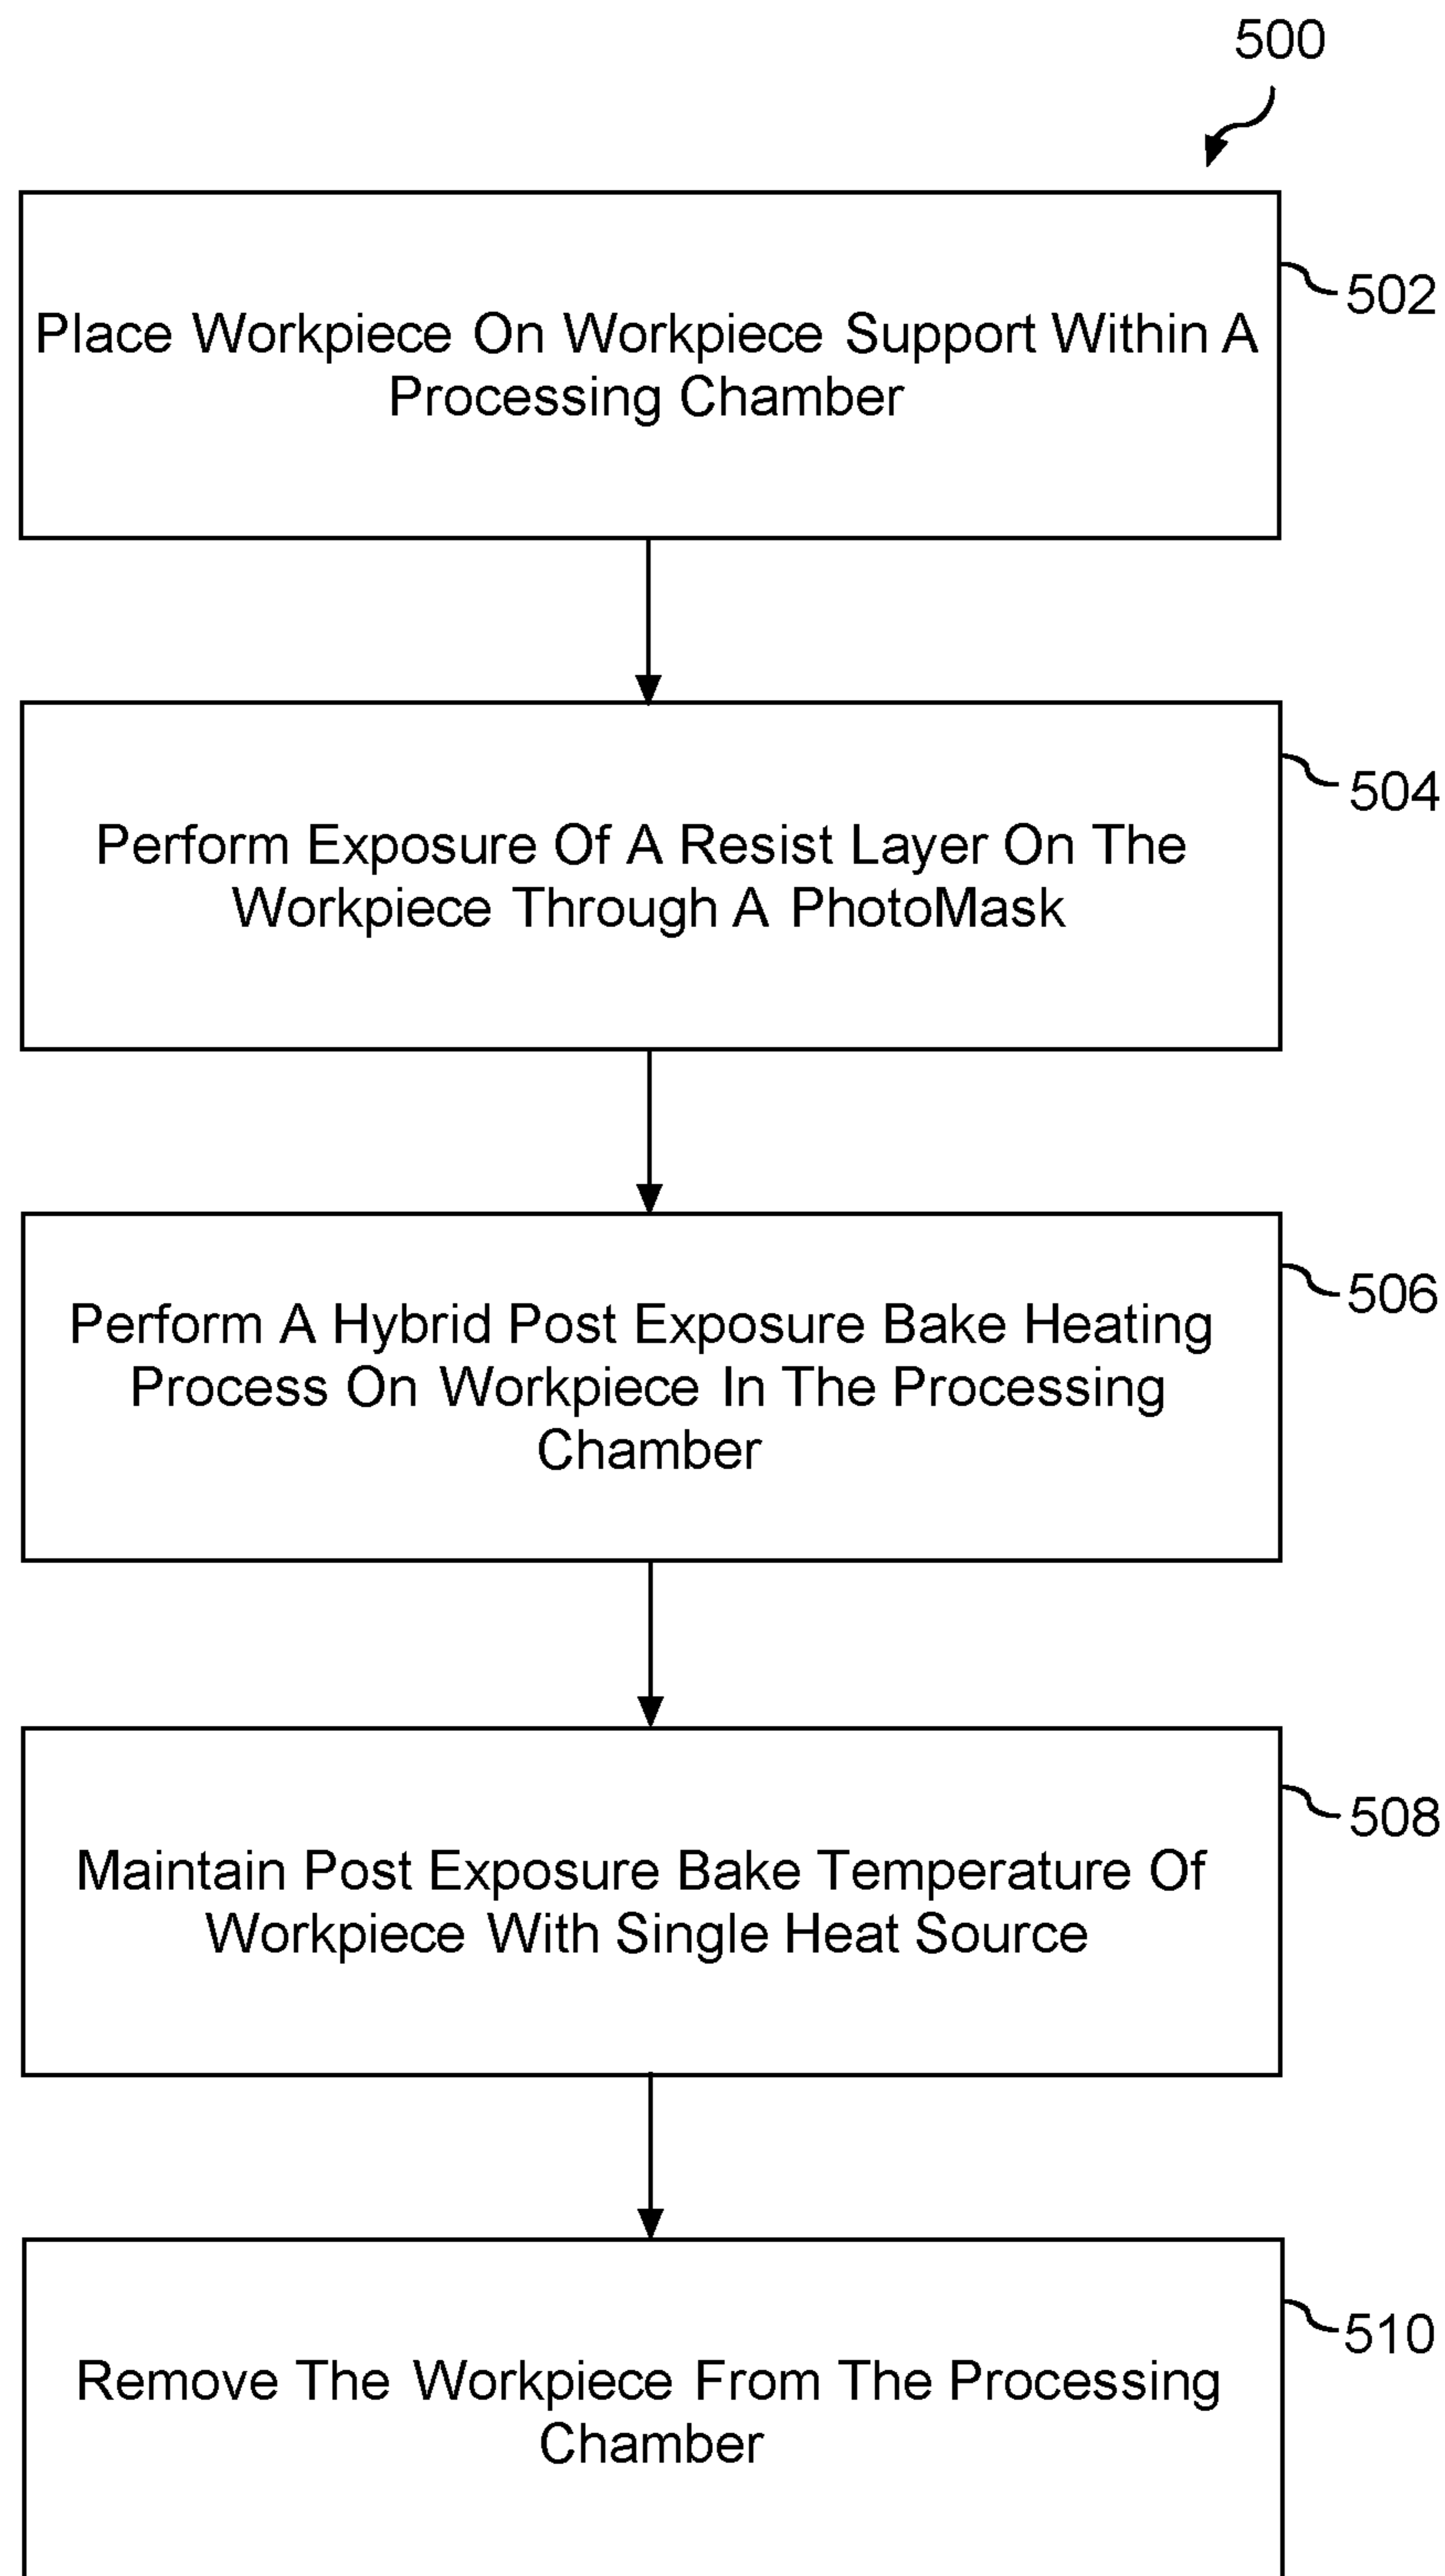 500
Place Workpiece On Workpiece Support Within A
Processing Chamber
502
Perform Exposure Of A Resist Layer On The
Workpiece Through A PhotoMask
504
Perform A Hybrid Post Exposure Bake Heating
Process On Workpiece In The Processing
Chamber
506
Maintain Post Exposure Bake Temperature Of
Workpiece With Single Heat Source
508
Remove The Workpiece From The Processing
Chamber
510